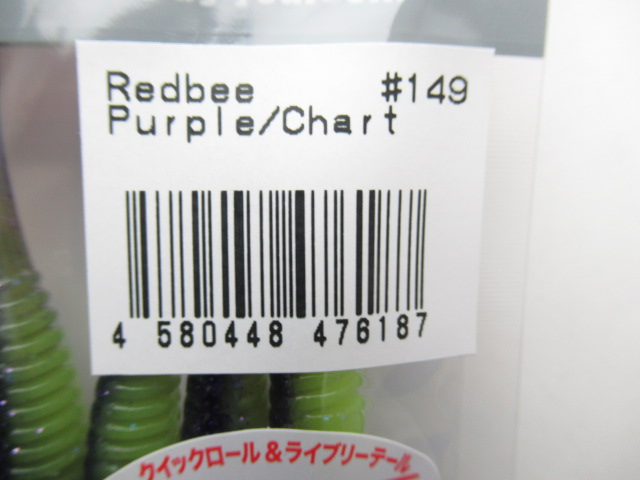 Redbee #149
Purple/Chart
4 580448 476187
クイックロール&ライブリーテール